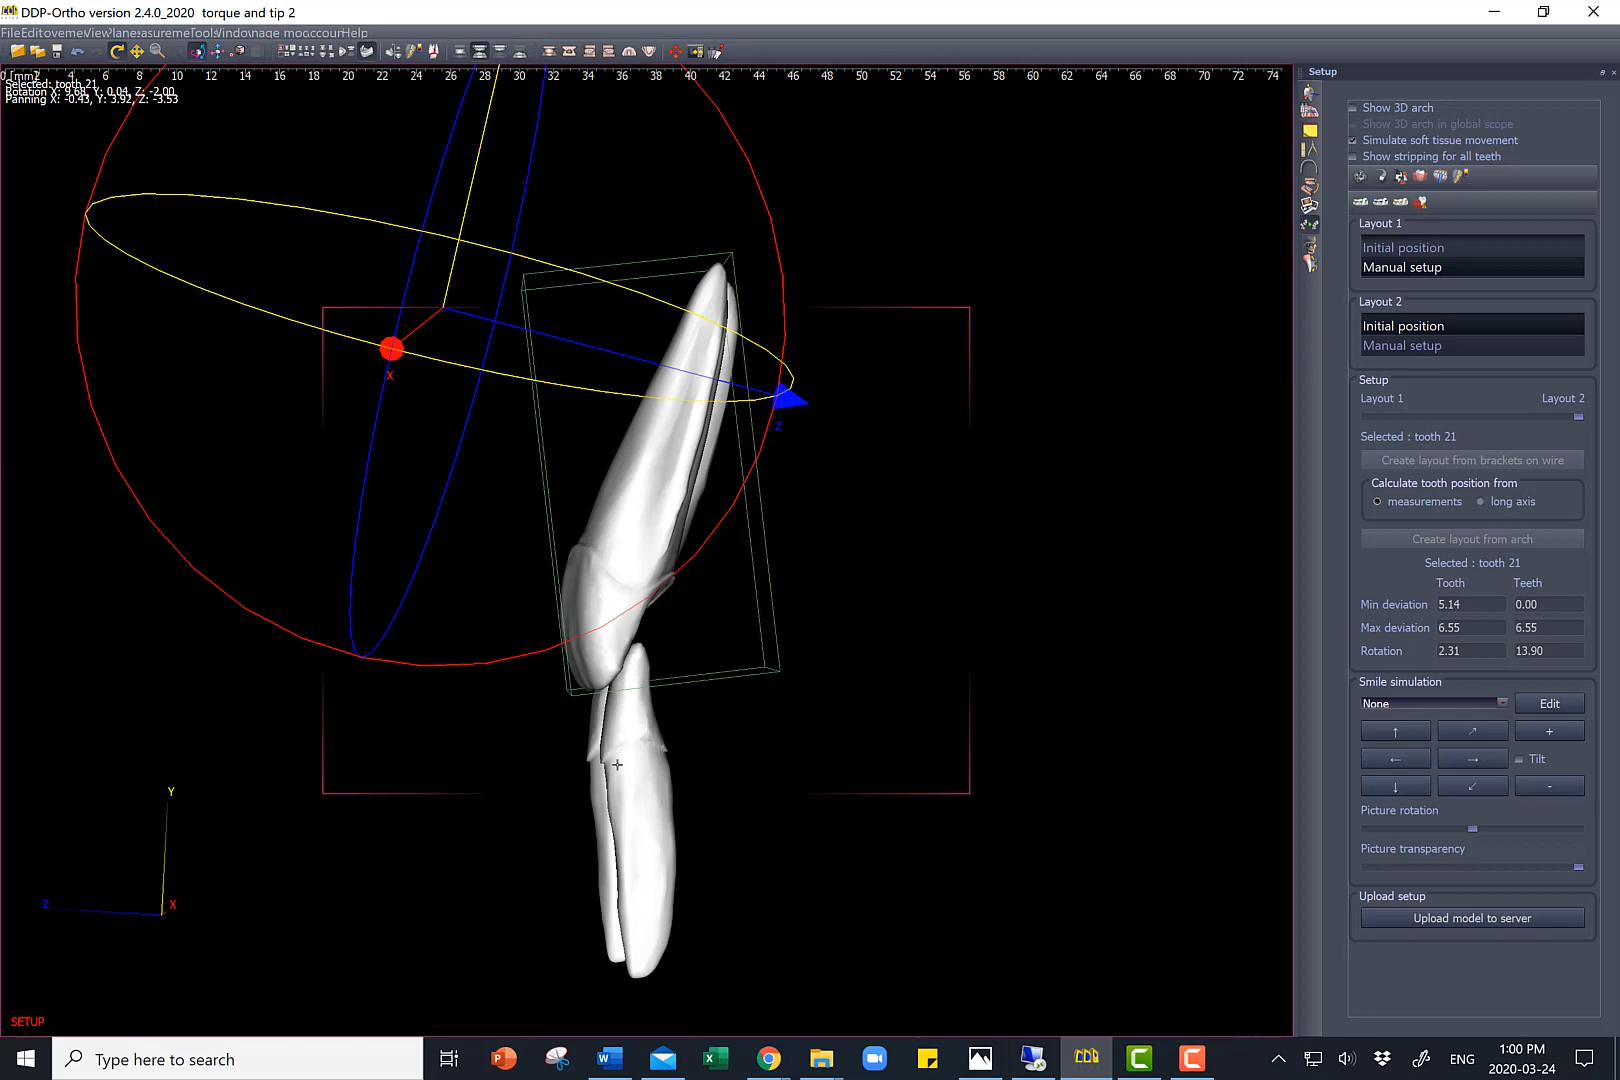 DDP-Ortho version 2.4.0_2020 torque and tip 2
FileEditovemeView?laneasuremeToolsVindownage moccourHelp
0 [mm] 2 4 6 8 10 12 14 16 18 20 22 24 26 28 30 32 34 36 38 40 42 44 46 48 50 52 54 56 58 60 62 64 66 68 70 72 74
Selected: tooth 21
Rotation X: 9.68, Y: 0.04, Z: -2.00
Panning X: -0.43, Y: 3.92, Z: -3.53
X
Z
Y
Z
X
SETUP
Setup
Show 3D arch
Show 3D arch in global scope
Simulate soft tissue movement
Show stripping for all teeth
Layout 1
Initial position
Manual setup
Layout 2
Initial position
Manual setup
Setup
Layout 1 Layout 2
Selected : tooth 21
Create layout from brackets on wire
Calculate tooth position from
measurements long axis
Create layout from arch
Selected : tooth 21
Tooth Teeth
Min deviation 5.14 0.00
Max deviation 6.55 6.55
Rotation 2.31 13.90
Smile simulation
None Edit
↑ ↗ +
← → Tilt
↓ ↙ -
Picture rotation
Picture transparency
Upload setup
Upload model to server
Type here to search
ENG
1:00 PM
2020-03-24